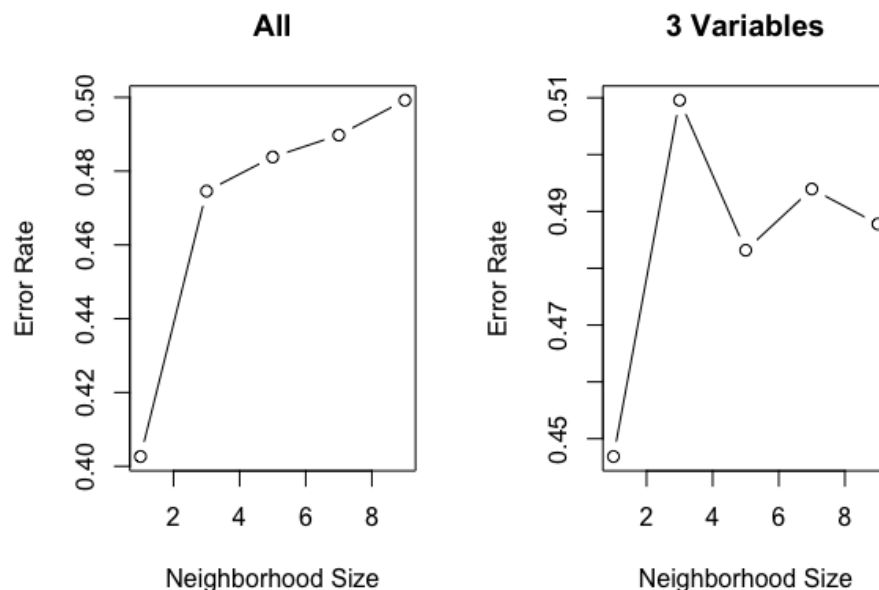 All
Error Rate
0.50
0.48
0.46
0.44
0.42
0.40
2 4 6 8
Neighborhood Size
3 Variables
Error Rate
0.51
0.49
0.47
0.45
2 4 6 8
Neighborhood Size